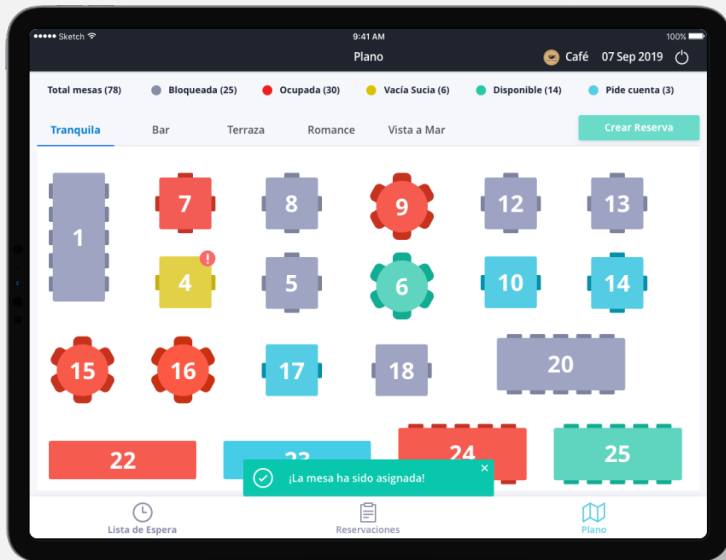 Sketch 9:41 AM 100%
Plano Café 07 Sep 2019
Total mesas (78) Bloqueada (25) Ocupada (30) Vacía Sucia (6) Disponible (14) Pide cuenta (3)
Tranquila Bar Terraza Romance Vista a Mar Crear Reserva
1 7 8 9 12 13
4 ! 5 6 10 14
15 16 17 18 20
22 23 24 25
¡La mesa ha sido asignada! ×
Lista de Espera Reservaciones Plano